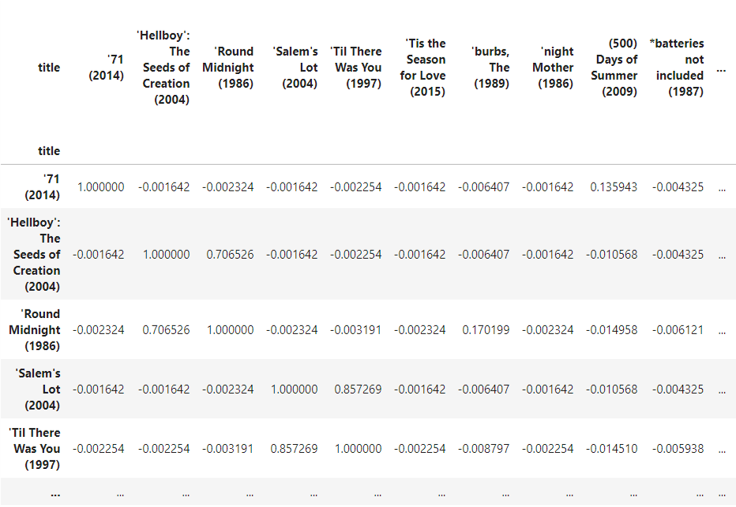 title '71 (2014) 'Hellboy': The Seeds of Creation (2004) 'Round Midnight (1986) 'Salem's Lot (2004) 'Til There Was You (1997) 'Tis the Season for Love (2015) 'burbs, The (1989) 'night Mother (1986) (500) Days of Summer (2009) *batteries not included (1987) ...
title
'71 (2014) 1.000000 -0.001642 -0.002324 -0.001642 -0.002254 -0.001642 -0.006407 -0.001642 0.135943 -0.004325 ...
'Hellboy': The Seeds of Creation (2004) -0.001642 1.000000 0.706526 -0.001642 -0.002254 -0.001642 -0.006407 -0.001642 -0.010568 -0.004325 ...
'Round Midnight (1986) -0.002324 0.706526 1.000000 -0.002324 -0.003191 -0.002324 0.170199 -0.002324 -0.014958 -0.006121 ...
'Salem's Lot (2004) -0.001642 -0.001642 -0.002324 1.000000 0.857269 -0.001642 -0.006407 -0.001642 -0.010568 -0.004325 ...
'Til There Was You (1997) -0.002254 -0.002254 -0.003191 0.857269 1.000000 -0.002254 -0.008797 -0.002254 -0.014510 -0.005938 ...
... ... ... ... ... ... ... ... ... ... ... ...